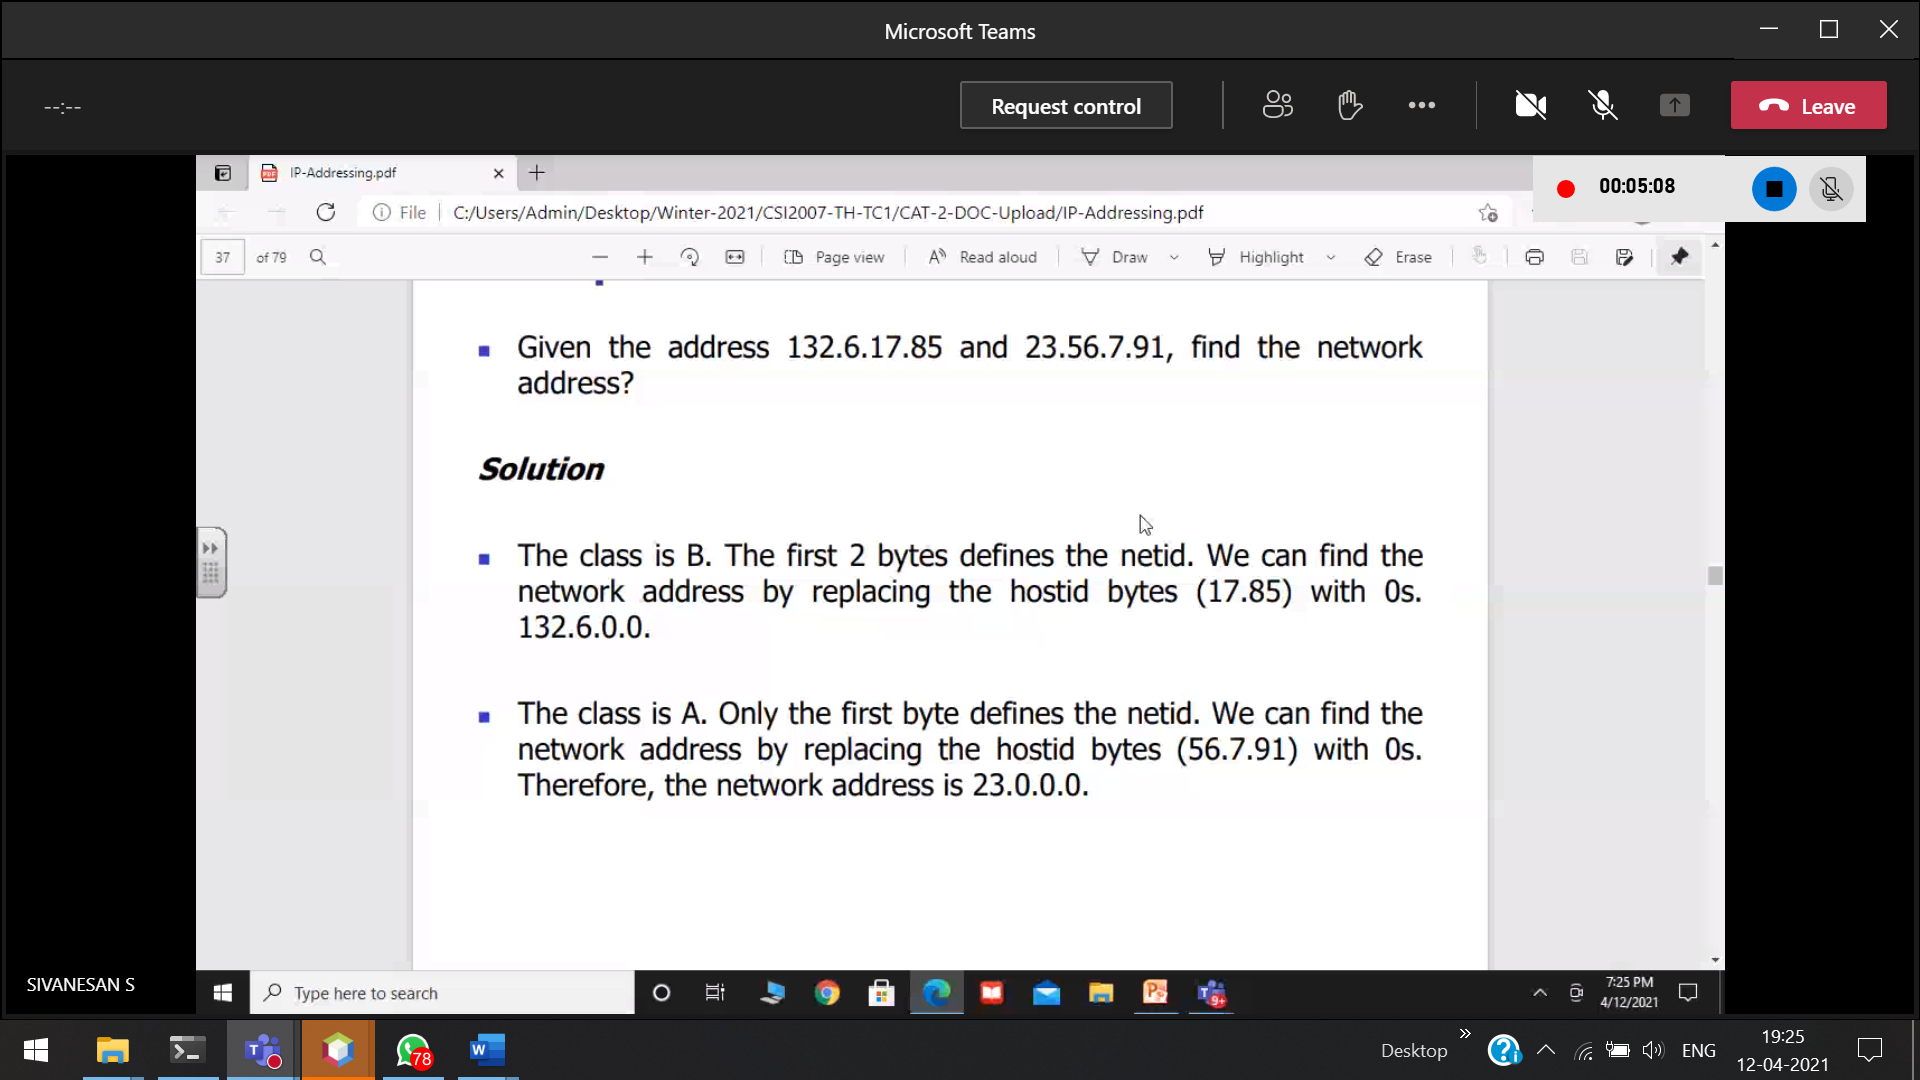 Microsoft Teams
--:--
Request control
Leave
IP-Addressing.pdf
00:05:08
File
C:/Users/Admin/Desktop/Winter-2021/CSI2007-TH-TC1/CAT-2-DOC-Upload/IP-Addressing.pdf
37 of 79
Page view
Read aloud
Draw
Highlight
Erase
Given the address 132.6.17.85 and 23.56.7.91, find the network
address?
Solution
The class is B. The first 2 bytes defines the netid. We can find the
network address by replacing the hostid bytes (17.85) with 0s.
132.6.0.0.
The class is A. Only the first byte defines the netid. We can find the
network address by replacing the hostid bytes (56.7.91) with 0s.
Therefore, the network address is 23.0.0.0.
SIVANESAN S
Type here to search
9+
7:25 PM
4/12/2021
78
Desktop
ENG
19:25
12-04-2021